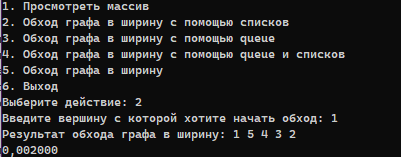 1. Просмотреть массив
2. Обход графа в ширину с помощью списков
3. Обход графа в ширину с помощью queue
4. Обход графа в ширину с помощью queue и списков
5. Обход графа в ширину
6. Выход
Выберите действие: 2
Введите вершину с которой хотите начать обход: 1
Результат обхода графа в ширину: 1 5 4 3 2
0,002000